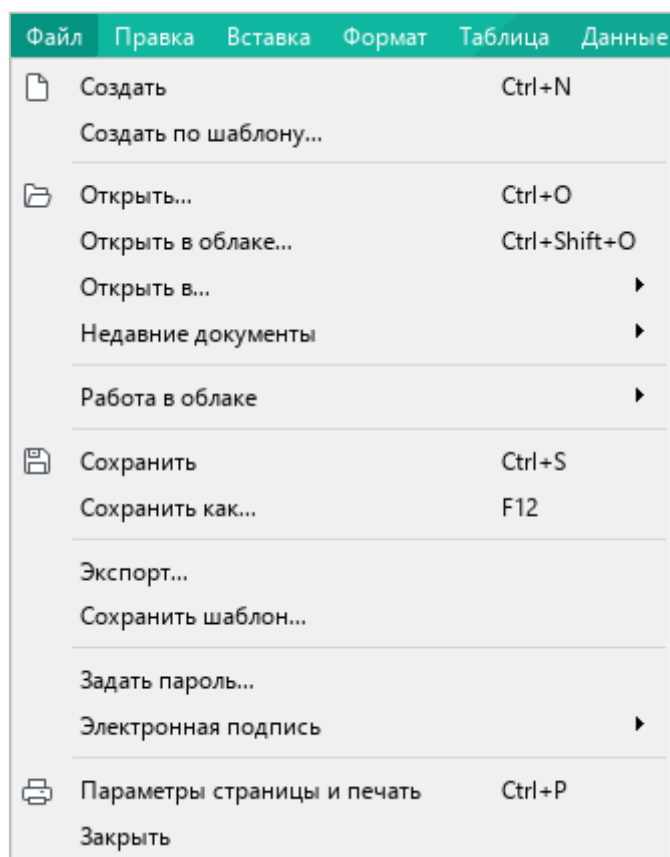 Файл Правка Вставка Формат Таблица Данные
Создать Ctrl+N
Создать по шаблону...
Открыть... Ctrl+O
Открыть в облаке... Ctrl+Shift+O
Открыть в...
Недавние документы
Работа в облаке
Сохранить Ctrl+S
Сохранить как... F12
Экспорт...
Сохранить шаблон...
Задать пароль...
Электронная подпись
Параметры страницы и печать Ctrl+P
Закрыть